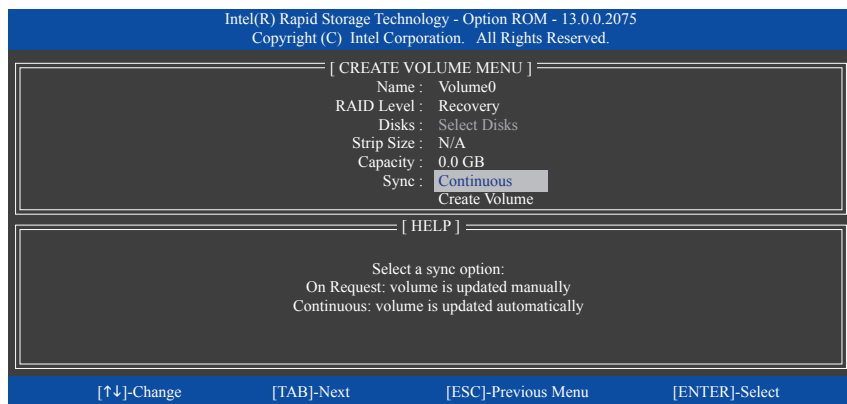 Intel(R) Rapid Storage Technology - Option ROM - 13.0.0.2075
Copyright (C) Intel Corporation. All Rights Reserved.
[ CREATE VOLUME MENU ]
Name : Volume0
RAID Level : Recovery
Disks : Select Disks
Strip Size : N/A
Capacity : 0.0 GB
Sync : Continuous
Create Volume
[ HELP ]
Select a sync option:
On Request: volume is updated manually
Continuous: volume is updated automatically
[↑↓]-Change [TAB]-Next [ESC]-Previous Menu [ENTER]-Select